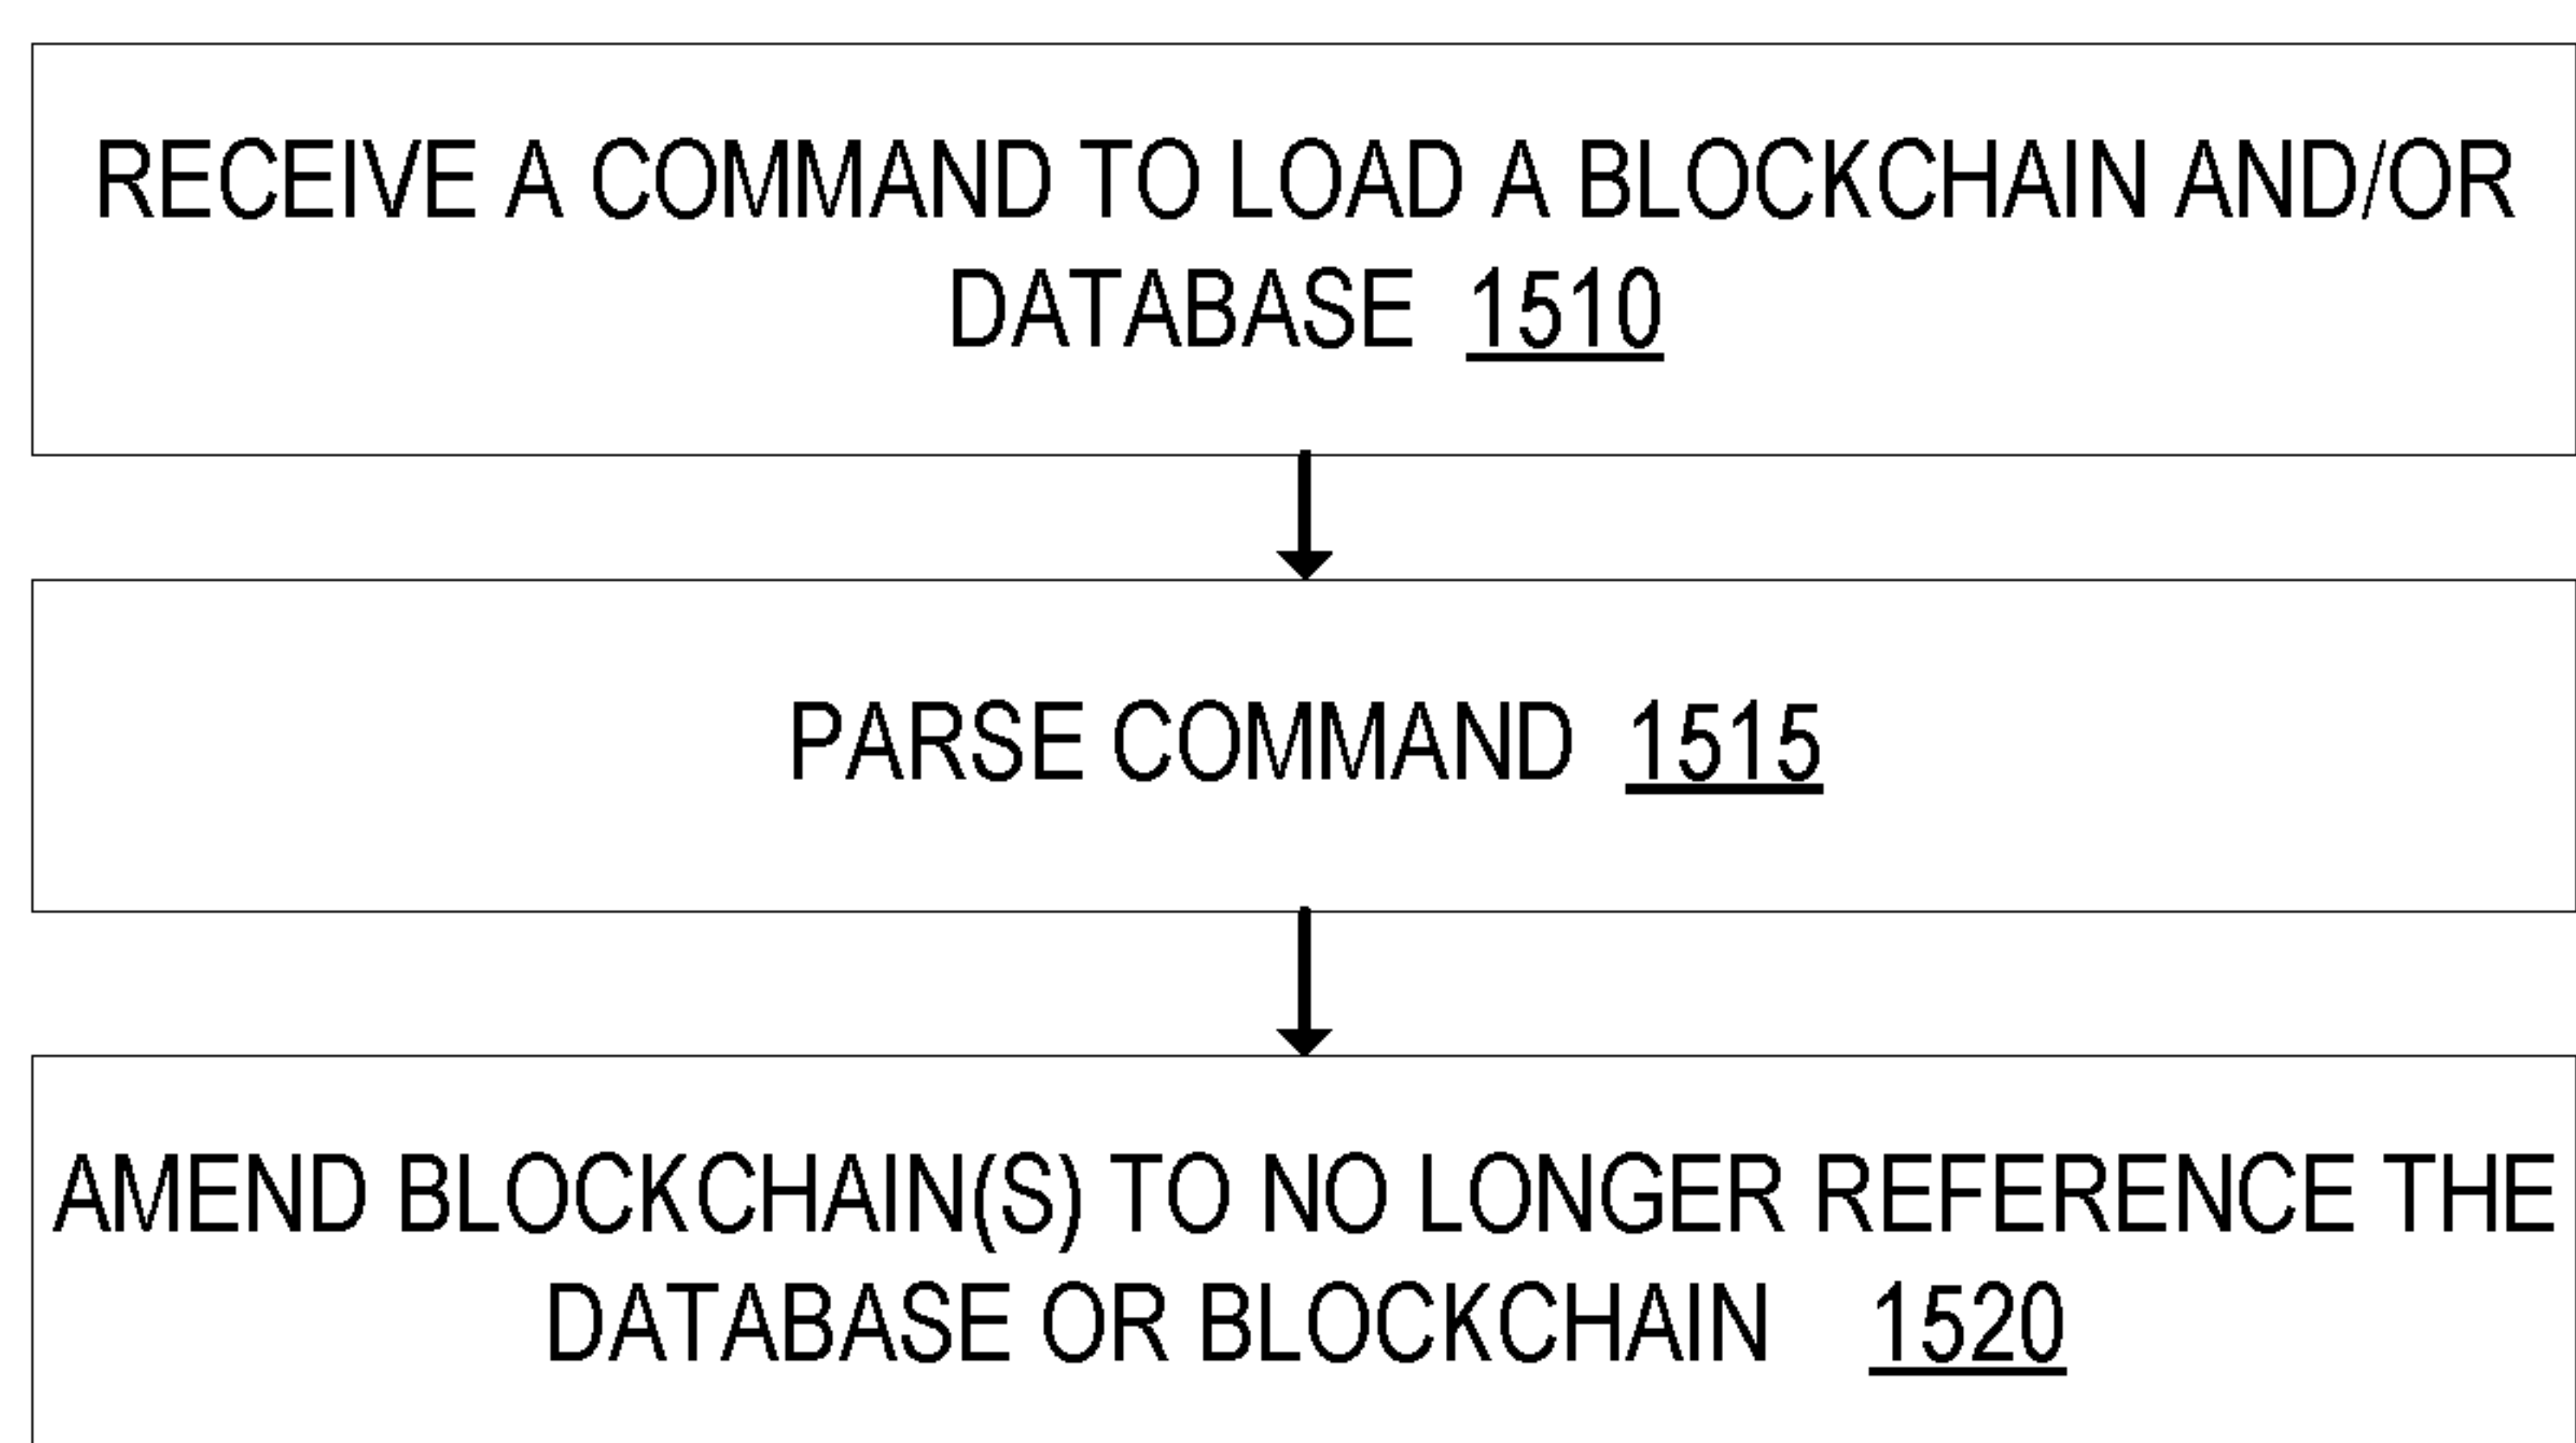 RECEIVE A COMMAND TO LOAD A BLOCKCHAIN AND/OR
DATABASE 1510
PARSE COMMAND 1515
AMEND BLOCKCHAIN(S) TO NO LONGER REFERENCE THE
DATABASE OR BLOCKCHAIN 1520